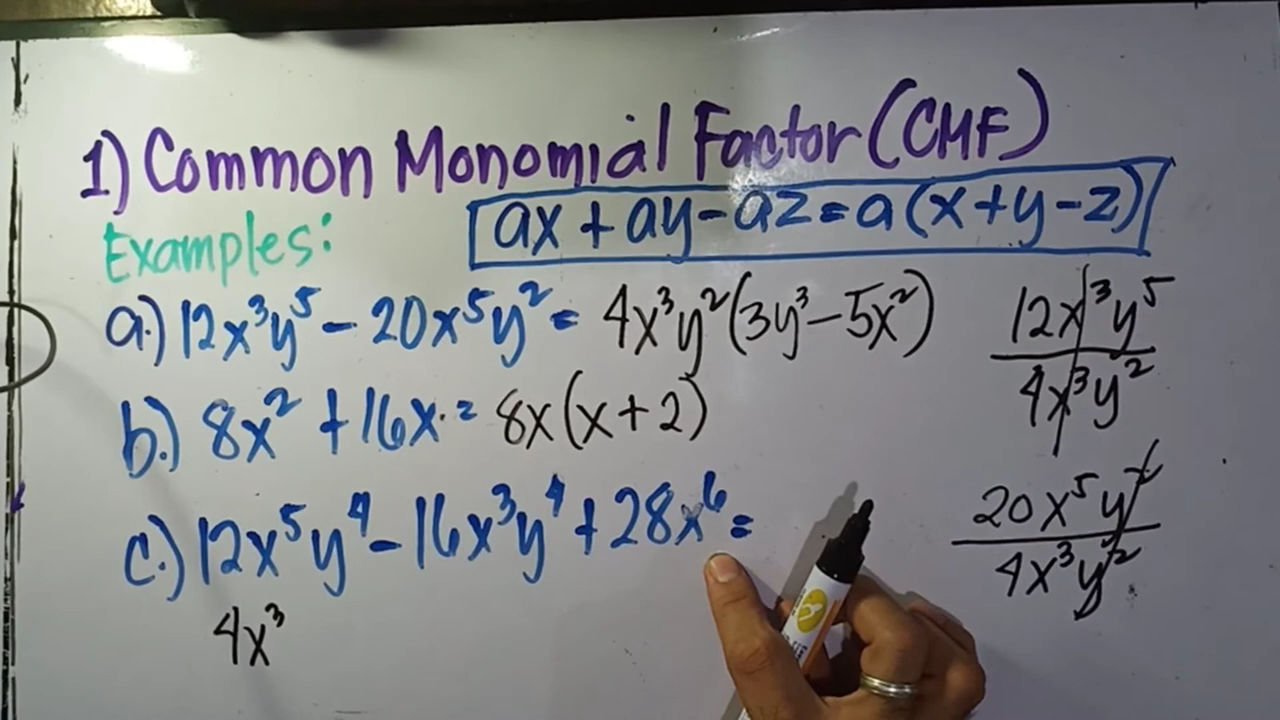 1) Common Monomial Factor (CMF)
Examples: ax + ay - az = a(x + y - z)
a.) 12x³y⁵ - 20x⁵y² = 4x³y²(3y³ - 5x²)
12x³y⁵
4x³y²
b.) 8x² + 16x = 8x(x + 2)
c.) 12x⁵y⁴ - 16x³y⁴ + 28x⁶ =
20x⁵y²
4x³y²
4x³